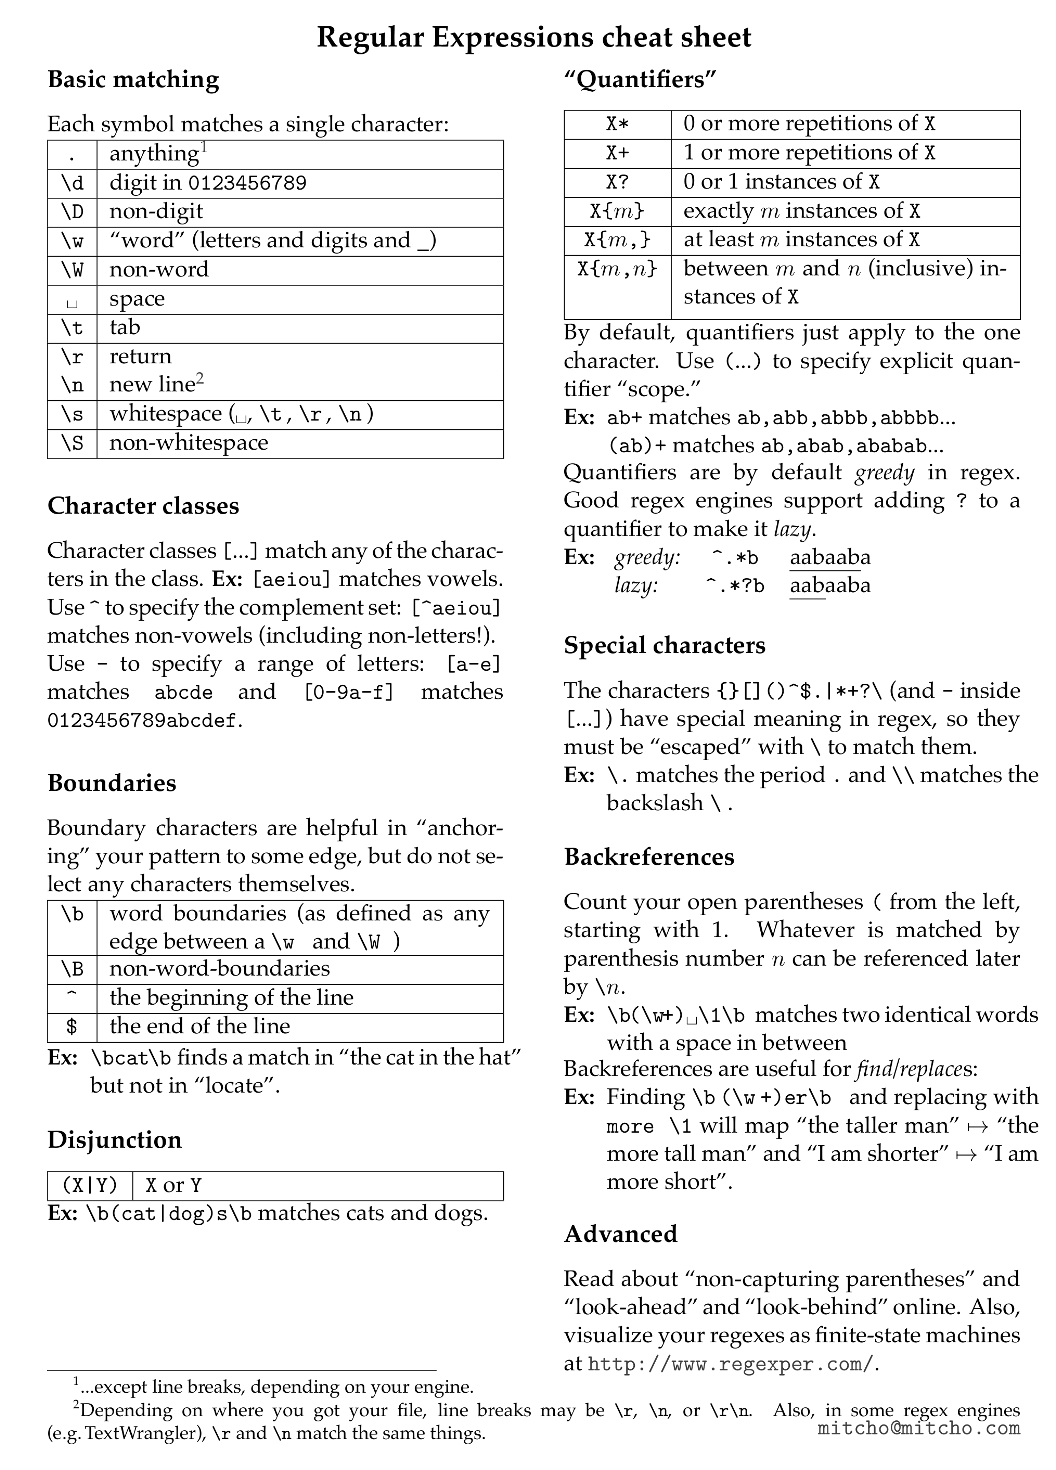 Regular Expressions cheat sheet
Basic matching
Each symbol matches a single character:
. anything¹
\d digit in 0123456789
\D non-digit
\w “word” (letters and digits and _)
\W non-word
␣ space
\t tab
\r return
\n new line²
\s whitespace (␣, \t, \r, \n)
\S non-whitespace
Character classes
Character classes [...] match any of the charac-
ters in the class. Ex: [aeiou] matches vowels.
Use ^ to specify the complement set: [^aeiou]
matches non-vowels (including non-letters!).
Use - to specify a range of letters: [a-e]
matches abcde and [0-9a-f] matches
0123456789abcdef.
Boundaries
Boundary characters are helpful in “anchor-
ing” your pattern to some edge, but do not se-
lect any characters themselves.
\b word boundaries (as defined as any
edge between a \w and \W )
\B non-word-boundaries
^ the beginning of the line
$ the end of the line
Ex: \bcat\b finds a match in “the cat in the hat”
but not in “locate”.
Disjunction
(X|Y) X or Y
Ex: \b(cat|dog)s\b matches cats and dogs.
“Quantifiers”
X* 0 or more repetitions of X
X+ 1 or more repetitions of X
X? 0 or 1 instances of X
X{m} exactly m instances of X
X{m,} at least m instances of X
X{m,n} between m and n (inclusive) in-
stances of X
By default, quantifiers just apply to the one
character. Use (...) to specify explicit quan-
tifier “scope.”
Ex: ab+ matches ab,abb,abbb,abbbb...
(ab)+ matches ab,abab,ababab...
Quantifiers are by default greedy in regex.
Good regex engines support adding ? to a
quantifier to make it lazy.
Ex: greedy: ^.*b aabaaba
lazy: ^.*?b aabaaba
Special characters
The characters {}[]()^$.|*+?\ (and - inside
[...]) have special meaning in regex, so they
must be “escaped” with \ to match them.
Ex: \. matches the period . and \\ matches the
backslash \ .
Backreferences
Count your open parentheses ( from the left,
starting with 1. Whatever is matched by
parenthesis number n can be referenced later
by \n.
Ex: \b(\w+)␣\1\b matches two identical words
with a space in between
Backreferences are useful for find/replaces:
Ex: Finding \b (\w +)er\b and replacing with
more \1 will map “the taller man” ↦ “the
more tall man” and “I am shorter” ↦ “I am
more short”.
Advanced
Read about “non-capturing parentheses” and
“look-ahead” and “look-behind” online. Also,
visualize your regexes as finite-state machines
at http://www.regexper.com/.
¹...except line breaks, depending on your engine.
²Depending on where you got your file, line breaks may be \r, \n, or \r\n. Also, in some regex engines
(e.g. TextWrangler), \r and \n match the same things.
mitcho@mitcho.com